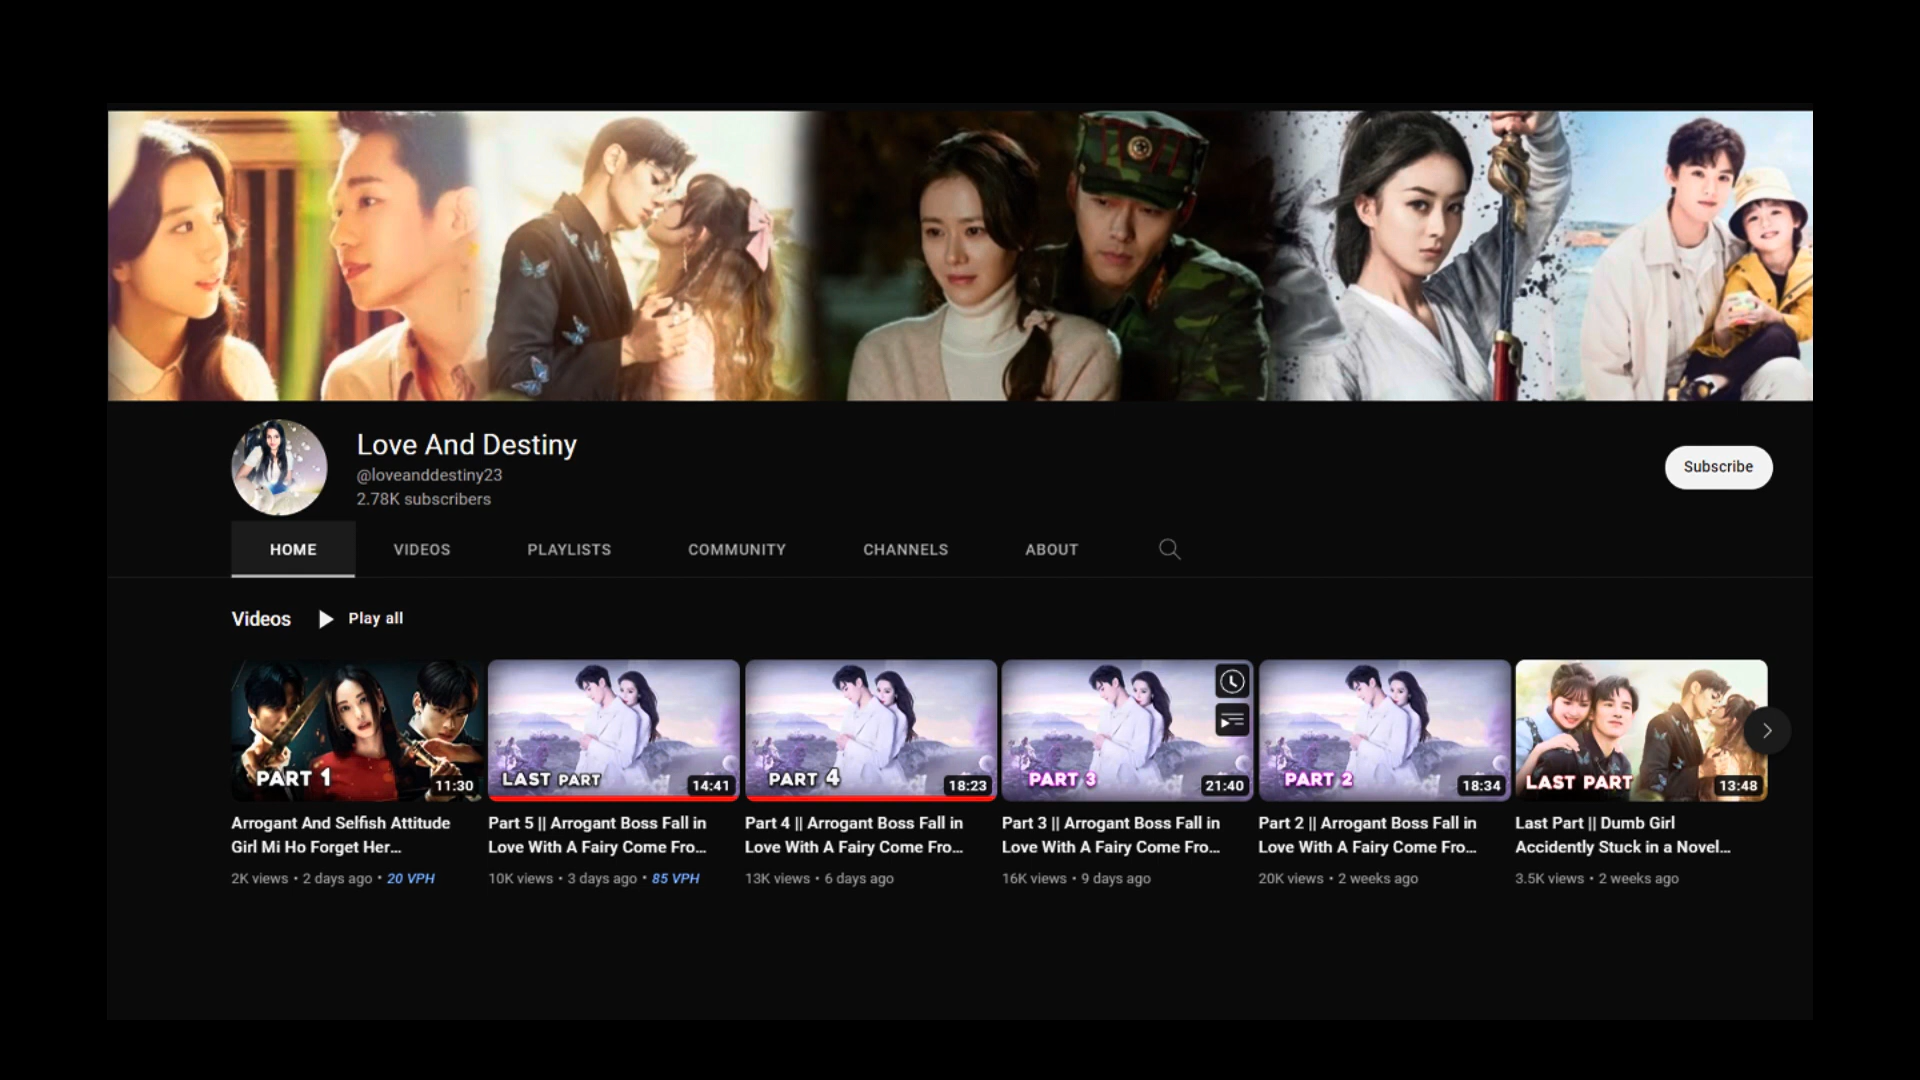 Love And Destiny
@loveanddestiny23
2.78K subscribers
Subscribe
HOME
VIDEOS
PLAYLISTS
COMMUNITY
CHANNELS
ABOUT
Videos
Play all
PART 1
11:30
LAST PART
14:41
PART 4
18:23
PART 3
21:40
PART 2
18:34
LAST PART
13:48
Arrogant And Selfish Attitude
Girl Mi Ho Forget Her...
2K views • 2 days ago • 20 VPH
Part 5 || Arrogant Boss Fall in
Love With A Fairy Come Fro...
10K views • 3 days ago • 85 VPH
Part 4 || Arrogant Boss Fall in
Love With A Fairy Come Fro...
13K views • 6 days ago
Part 3 || Arrogant Boss Fall in
Love With A Fairy Come Fro...
16K views • 9 days ago
Part 2 || Arrogant Boss Fall in
Love With A Fairy Come Fro...
20K views • 2 weeks ago
Last Part || Dumb Girl
Accidently Stuck in a Novel...
3.5K views • 2 weeks ago